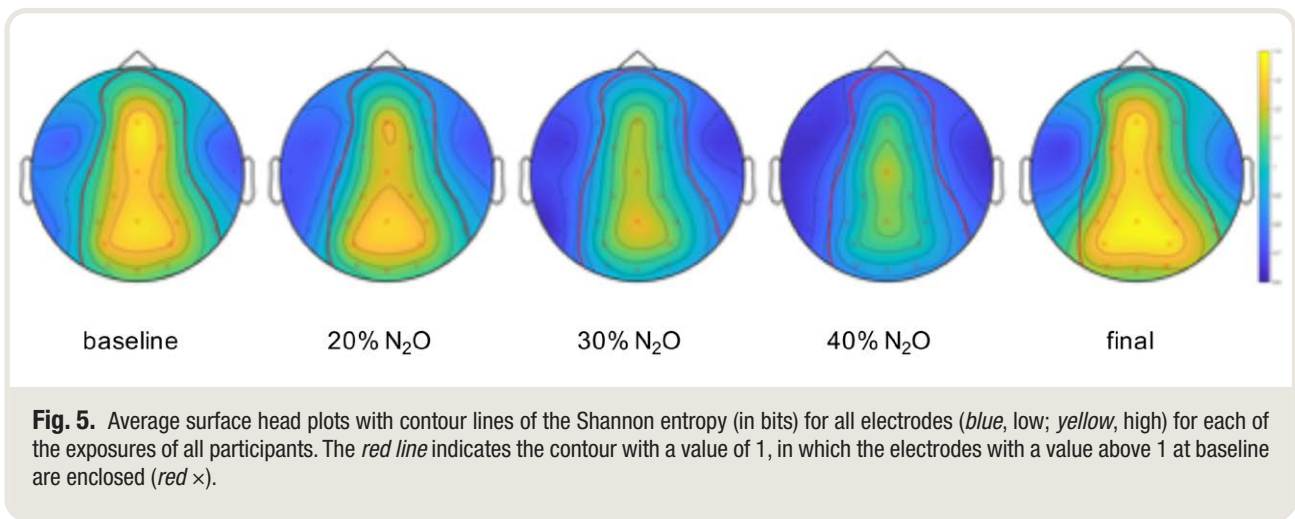 baseline
20% N₂O
30% N₂O
40% N₂O
final
Fig. 5. Average surface head plots with contour lines of the Shannon entropy (in bits) for all electrodes (blue, low; yellow, high) for each of
the exposures of all participants. The red line indicates the contour with a value of 1, in which the electrodes with a value above 1 at baseline
are enclosed (red ×).